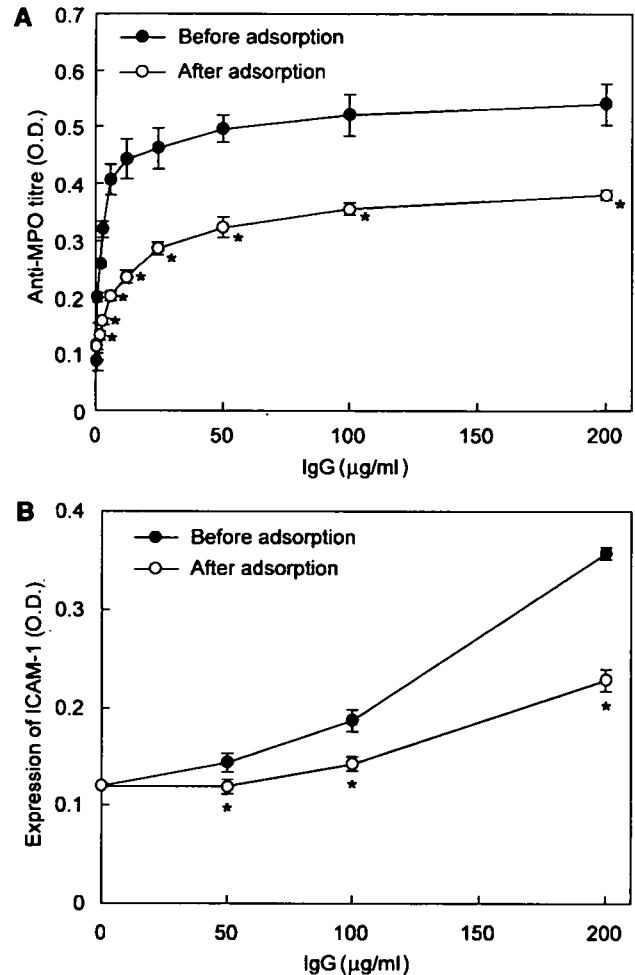 A
0.7
Before adsorption
After adsorption
0.6
0.5
0.4
0.3
0.2
0.1
0
Anti-MPO titre (O.D.)
*
*
*
*
*
*
*
*
0 50 100 150 200
IgG (μg/ml)
B
0.4
Before adsorption
After adsorption
0.3
0.2
0.1
0
Expression of ICAM-1 (O.D.)
*
*
*
0 50 100 150 200
IgG (μg/ml)